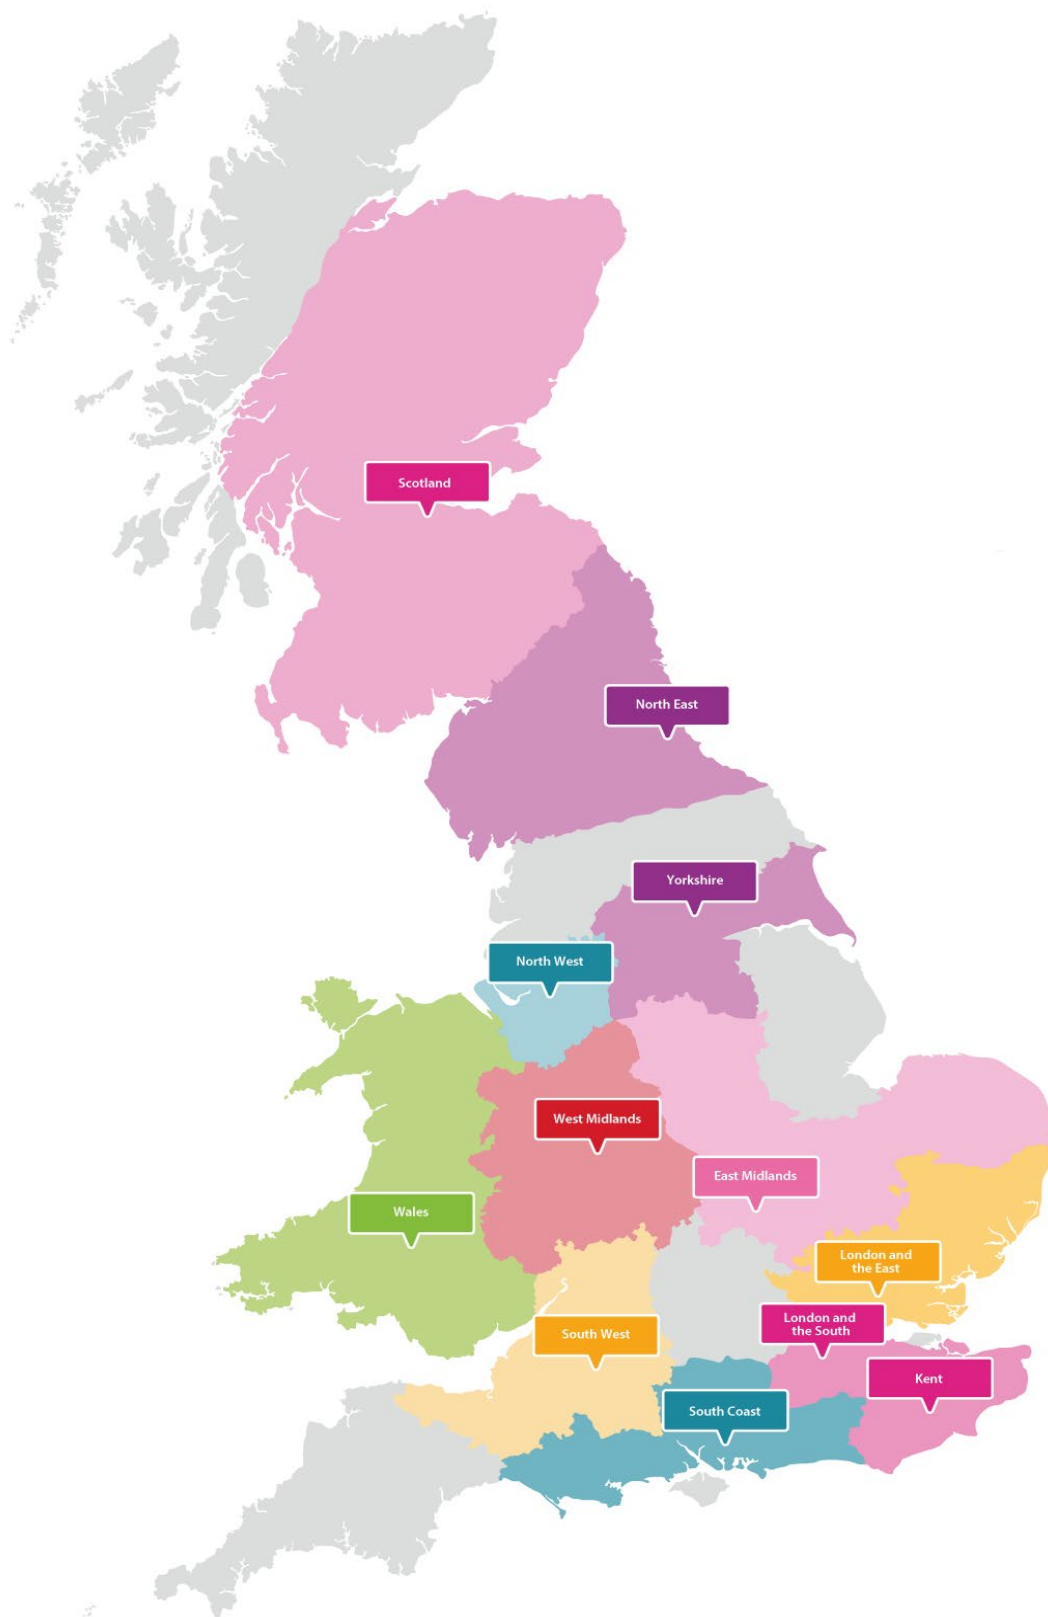 Scotland
North East
Yorkshire
North West
West Midlands
East Midlands
Wales
London and
the East
London and
the South
South West
Kent
South Coast